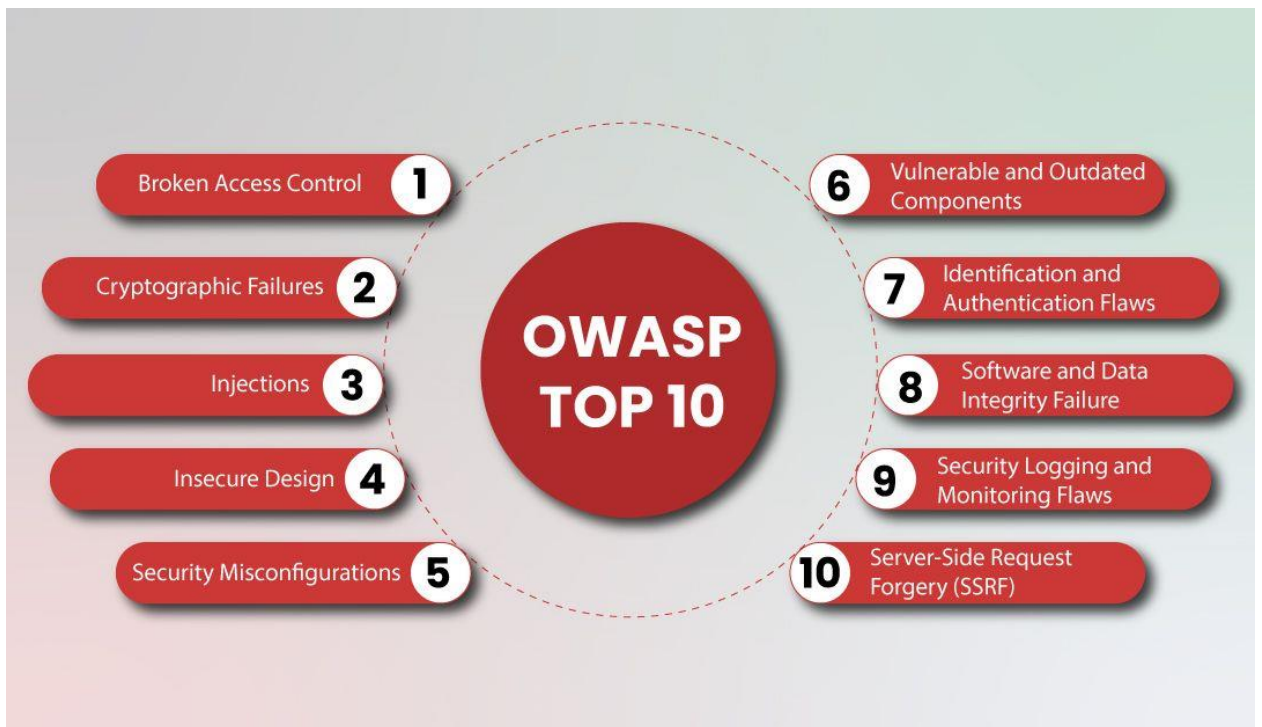 OWASP
TOP 10
Broken Access Control 1
Cryptographic Failures 2
Injections 3
Insecure Design 4
Security Misconfigurations 5
6 Vulnerable and Outdated
Components
7 Identification and
Authentication Flaws
8 Software and Data
Integrity Failure
9 Security Logging and
Monitoring Flaws
10 Server-Side Request
Forgery (SSRF)